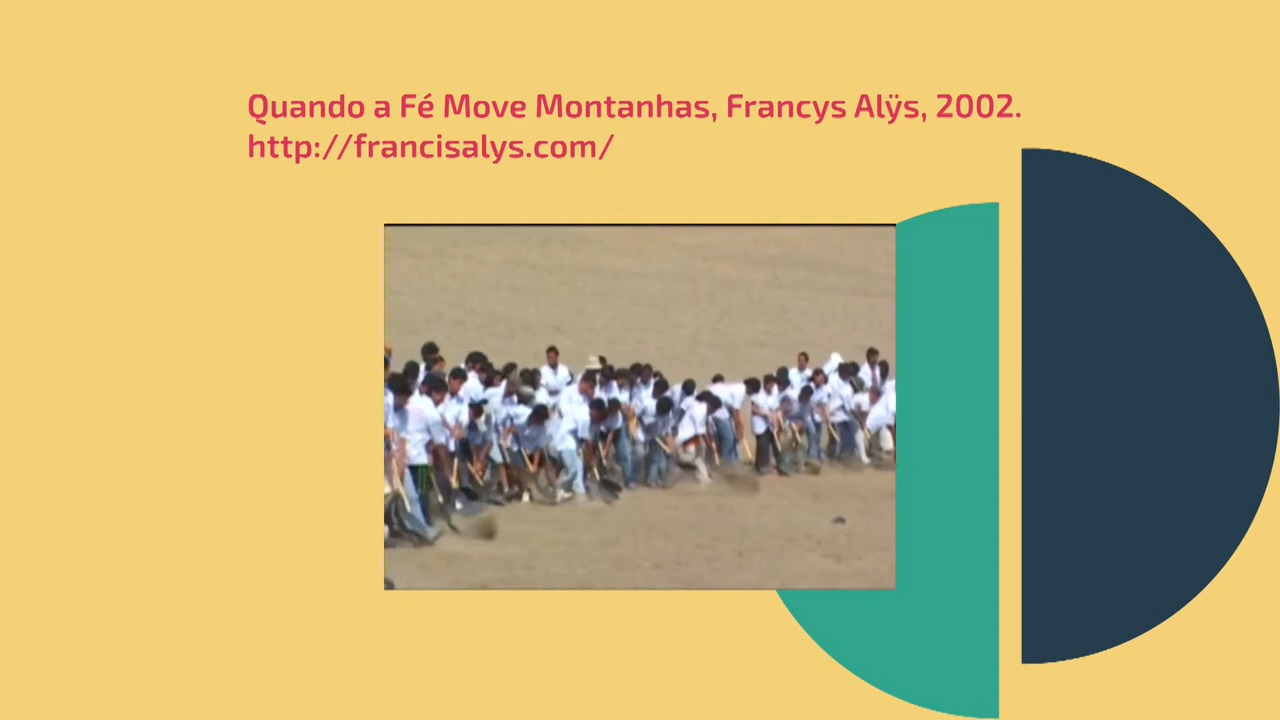 Quando a Fé Move Montanhas, Francys Alÿs, 2002.
http://francisalys.com/